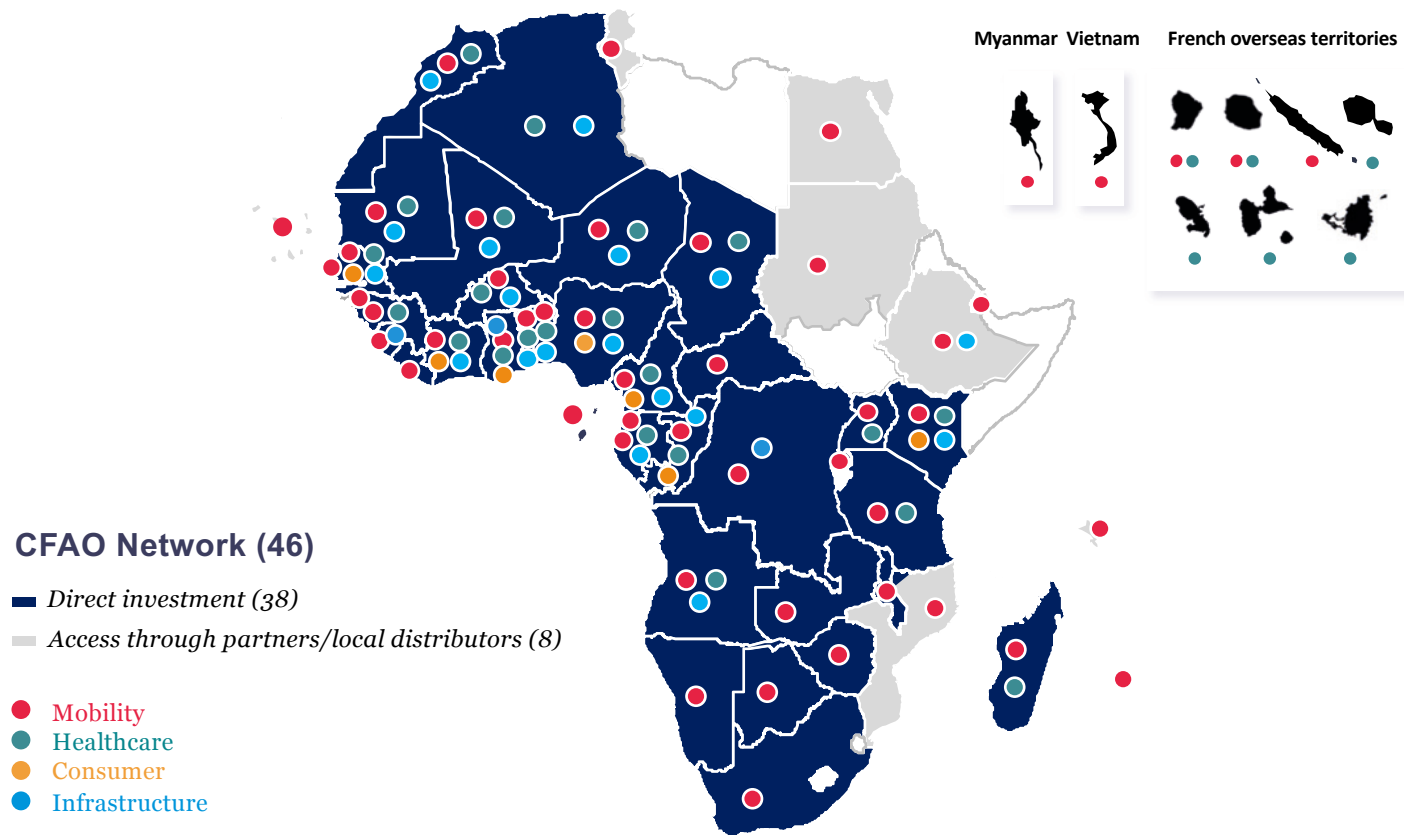 Myanmar Vietnam French overseas territories
CFAO Network (46)
Direct investment (38)
Access through partners/local distributors (8)
Mobility
Healthcare
Consumer
Infrastructure